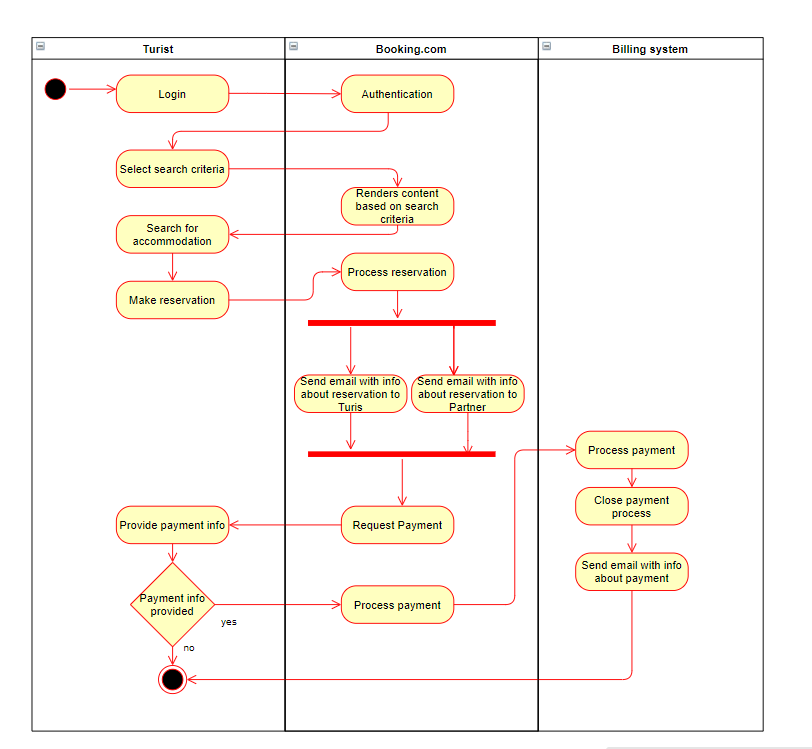 Turist
Booking.com
Billing system
Login
Authentication
Select search criteria
Renders content
based on search
criteria
Search for
accommodation
Process reservation
Make reservation
Send email with info
about reservation to
Turis
Send email with info
about reservation to
Partner
Process payment
Close payment
process
Provide payment info
Request Payment
Send email with info
about payment
Payment info
provided
Process payment
yes
no